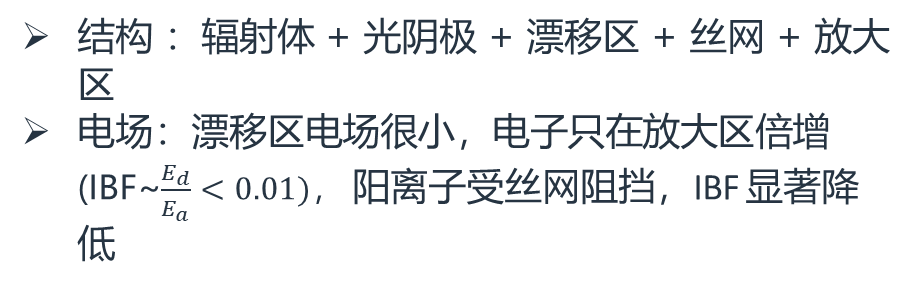 ➢ 结构 ：辐射体 + 光阴极 + 漂移区 + 丝网 + 放大
区
➢ 电场：漂移区电场很小，电子只在放大区倍增
(IBF~$\frac{E_d}{E_a}<0.01$)， 阳离子受丝网阻挡，IBF 显著降
低